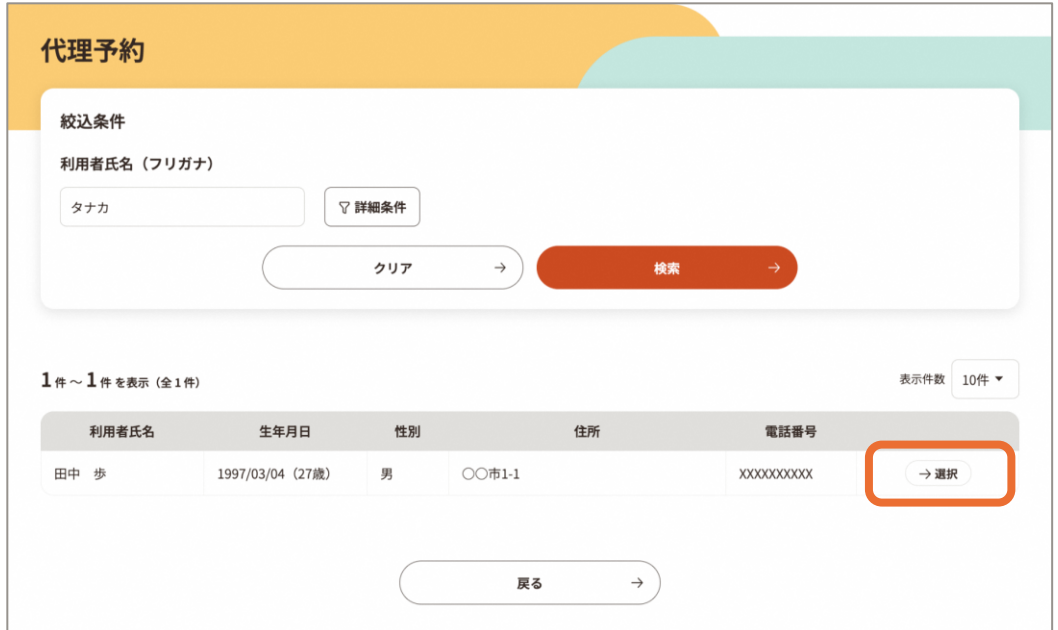 代理予約
絞込条件
利用者氏名（フリガナ）
タナカ
詳細条件
クリア →
検索 →
1件～1件を表示（全1件）
表示件数 10件
利用者氏名 生年月日 性別 住所 電話番号
田中　歩 1997/03/04（27歳） 男 〇〇市1-1 XXXXXXXXXX →選択
戻る →